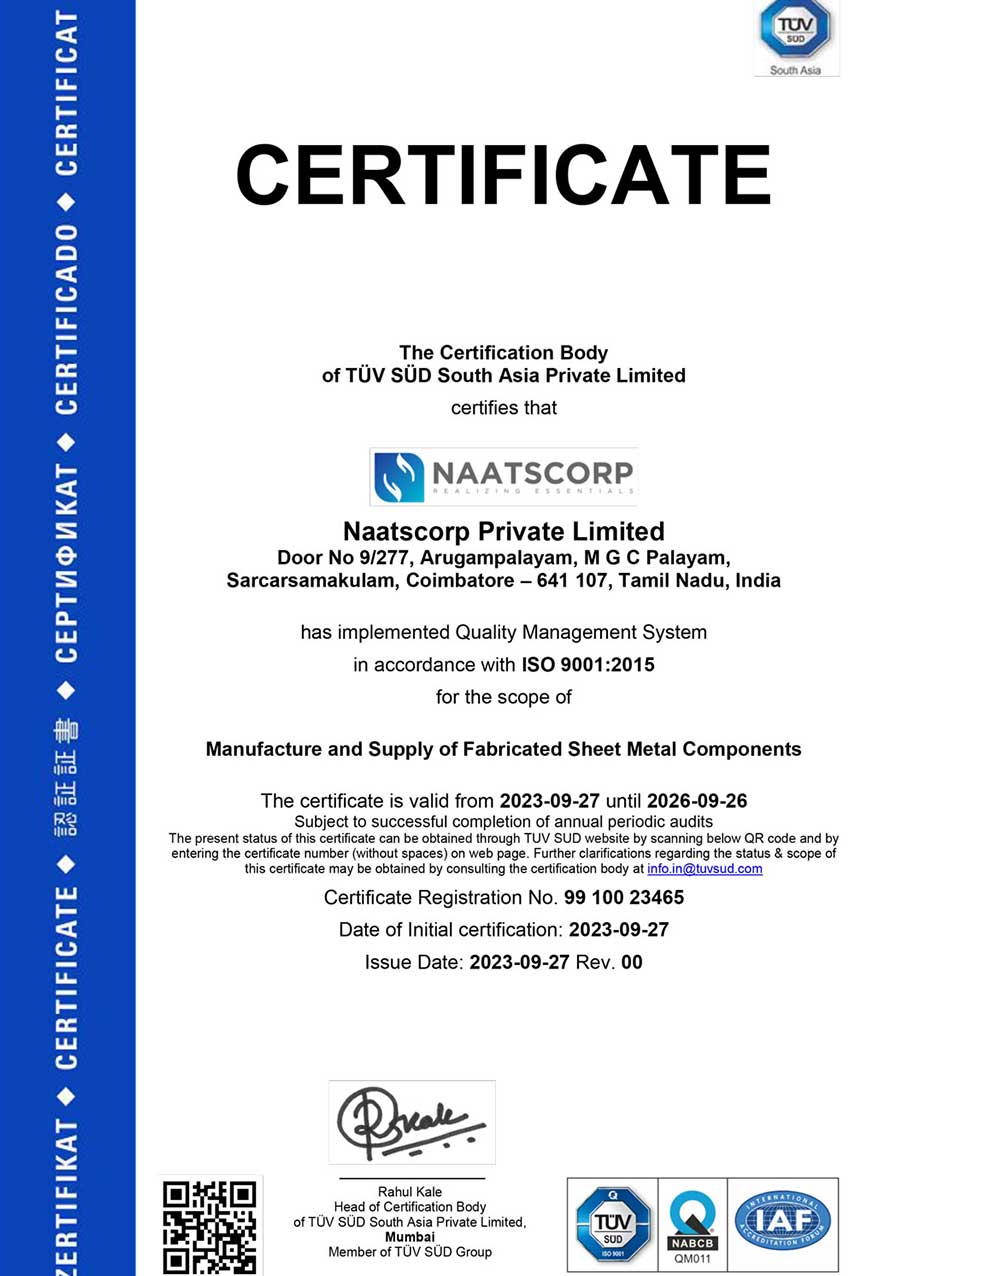 TÜV
SÜD
South Asia
CERTIFICATE
ZERTIFIKAT ◆ CERTIFICATE ◆ 認証証書 ◆ СЕРТИФИКАТ ◆ CERTIFICADO ◆ CERTIFICAT
The Certification Body
of TÜV SÜD South Asia Private Limited
certifies that
NAATSCORP
REALIZING ESSENTIALS
Naatscorp Private Limited
Door No 9/277, Arugampalayam, M G C Palayam,
Sarcarsamakulam, Coimbatore – 641 107, Tamil Nadu, India
has implemented Quality Management System
in accordance with ISO 9001:2015
for the scope of
Manufacture and Supply of Fabricated Sheet Metal Components
The certificate is valid from 2023-09-27 until 2026-09-26
Subject to successful completion of annual periodic audits
The present status of this certificate can be obtained through TUV SUD website by scanning below QR code and by
entering the certificate number (without spaces) on web page. Further clarifications regarding the status & scope of
this certificate may be obtained by consulting the certification body at info.in@tuvsud.com
Certificate Registration No. 99 100 23465
Date of Initial certification: 2023-09-27
Issue Date: 2023-09-27 Rev. 00
RKale
Rahul Kale
Head of Certification Body
of TÜV SÜD South Asia Private Limited,
Mumbai
Member of TÜV SÜD Group
Q
TÜV
SÜD
ISO 9001
NABCB
QM011
INTERNATIONAL
IAF
ACCREDITATION FORUM